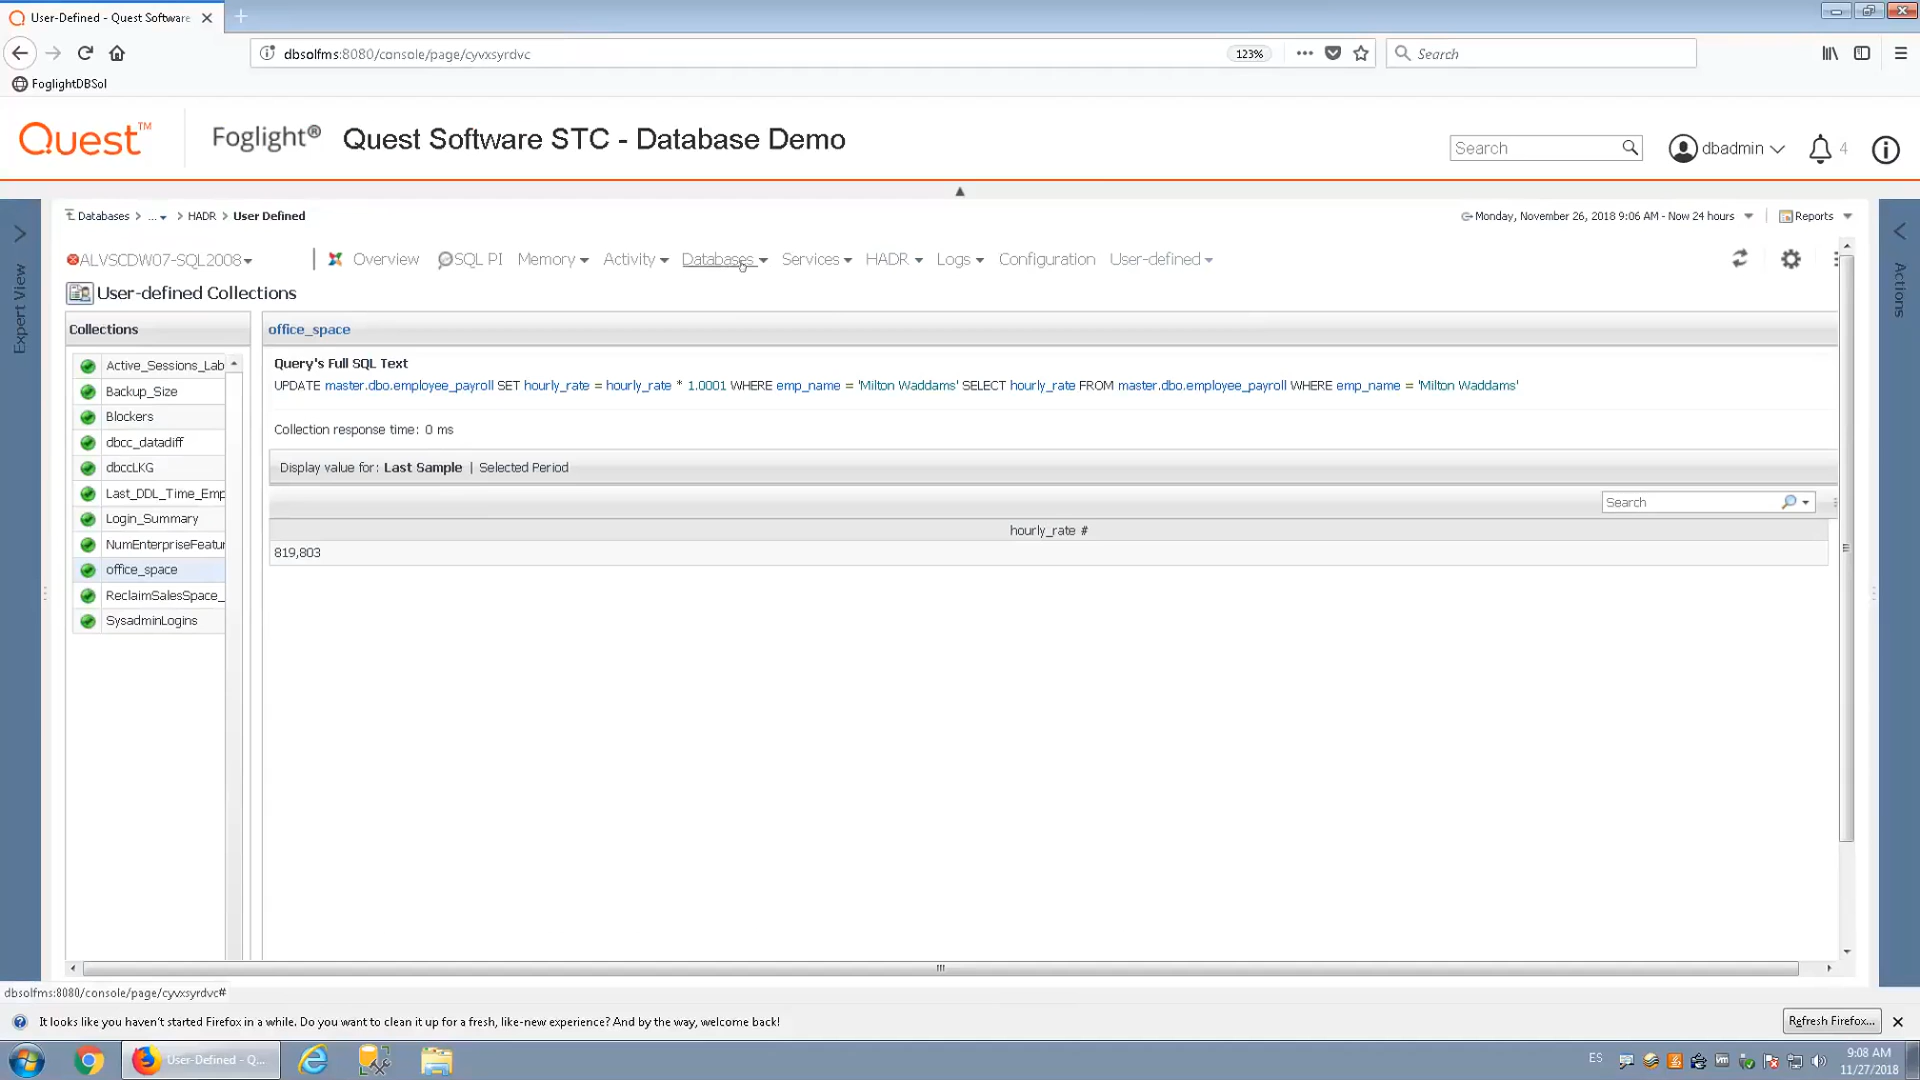 User-Defined - Quest Software
dbsolfms:8080/console/page/cyvxsyrdvc
123%
Search
FoglightDBSol
Quest™
Foglight®
Quest Software STC - Database Demo
Search
dbadmin
4
Databases > ... > HADR > User Defined
Monday, November 26, 2018 9:06 AM - Now 24 hours
Reports
Expert View
Actions
ALVSCDW07-SQL2008
Overview
SQL PI
Memory
Activity
Databases
Services
HADR
Logs
Configuration
User-defined
User-defined Collections
Collections
Active_Sessions_Lab
Backup_Size
Blockers
dbcc_datadiff
dbccLKG
Last_DDL_Time_Emp
Login_Summary
NumEnterpriseFeatur
office_space
ReclaimSalesSpace_
SysadminLogins
office_space
Query's Full SQL Text
UPDATE master.dbo.employee_payroll SET hourly_rate = hourly_rate * 1.0001 WHERE emp_name = 'Milton Waddams' SELECT hourly_rate FROM master.dbo.employee_payroll WHERE emp_name = 'Milton Waddams'
Collection response time: 0 ms
Display value for: Last Sample | Selected Period
Search
hourly_rate #
819,803
dbsolfms:8080/console/page/cyvxsyrdvc#
It looks like you haven't started Firefox in a while. Do you want to clean it up for a fresh, like-new experience? And by the way, welcome back!
Refresh Firefox...
User-Defined - Q...
ES
9:08 AM
11/27/2018